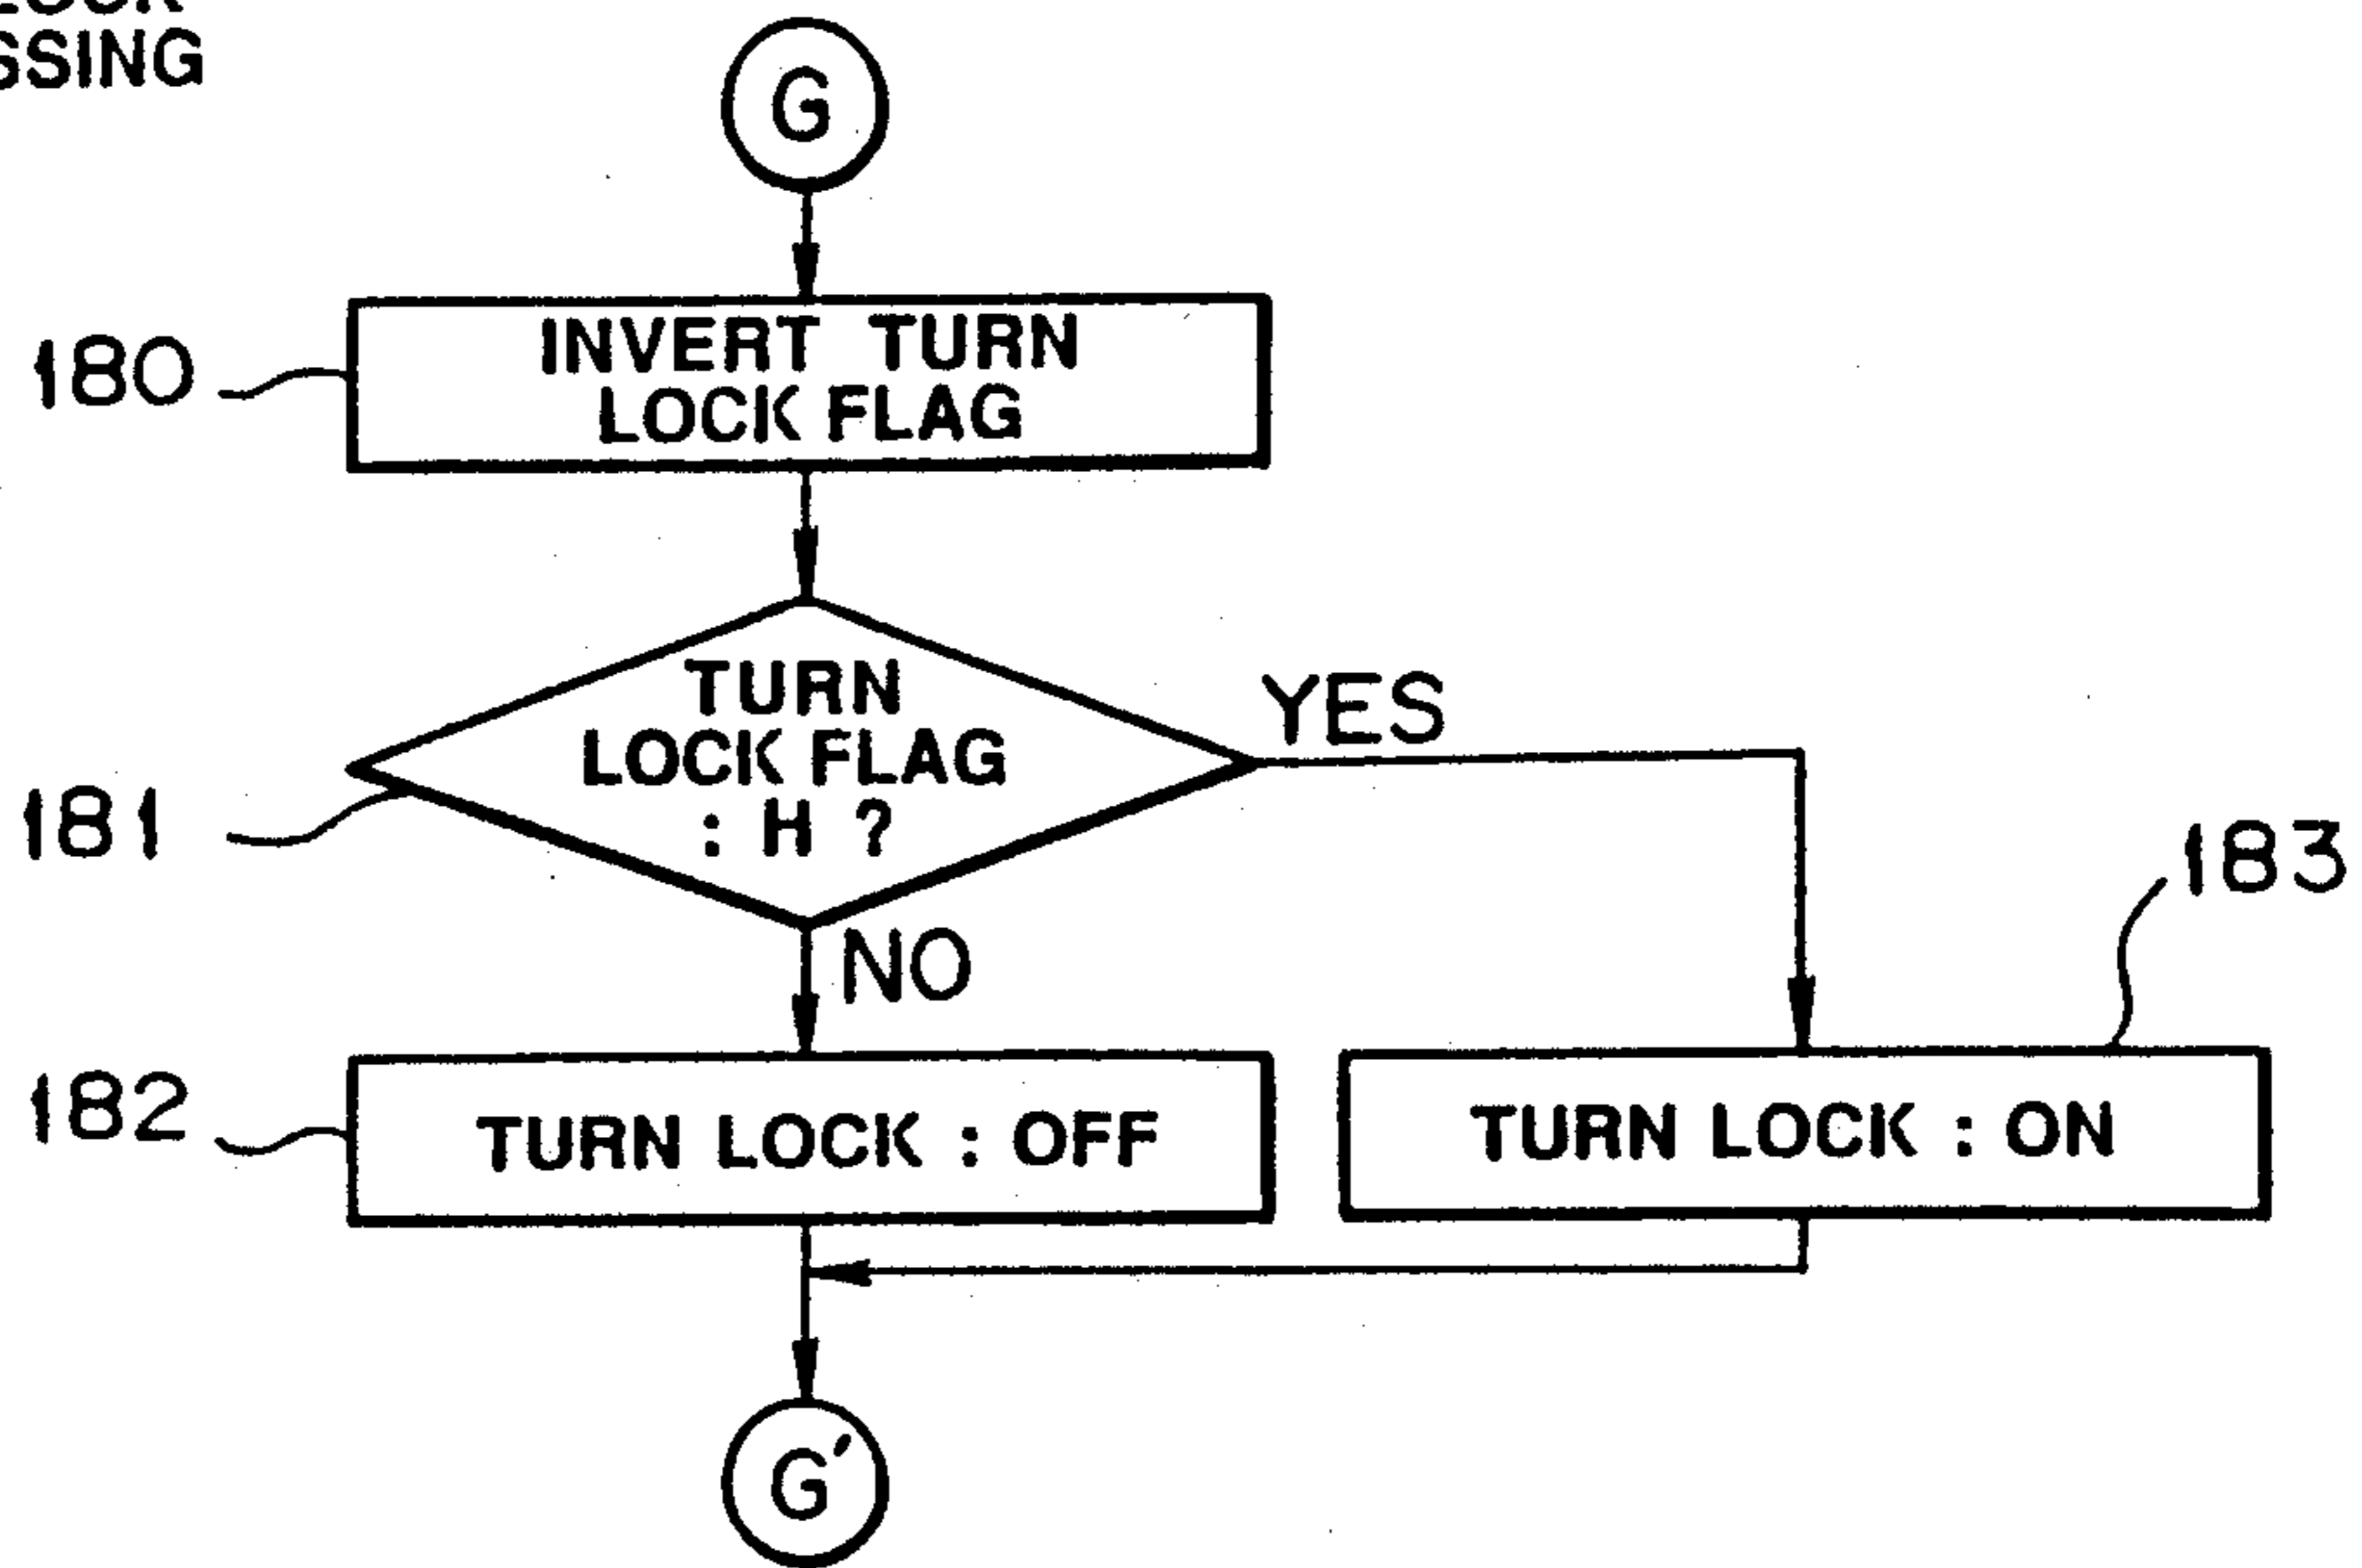 G
INVERT TURN
LOCK FLAG
180
TURN
LOCK FLAG
: H ?
YES
181
183
NO
182
TURN LOCK : OFF
TURN LOCK : ON
G′